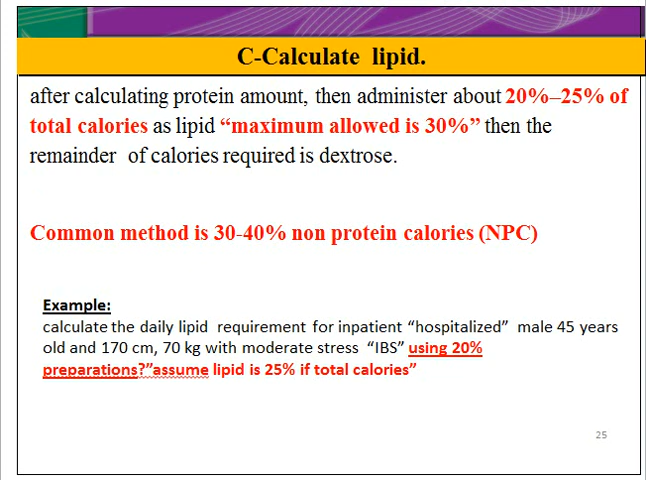 C-Calculate lipid.
after calculating protein amount, then administer about 20%–25% of
total calories as lipid “maximum allowed is 30%” then the
remainder of calories required is dextrose.
Common method is 30-40% non protein calories (NPC)
Example:
calculate the daily lipid requirement for inpatient “hospitalized” male 45 years
old and 170 cm, 70 kg with moderate stress “IBS” using 20%
preparations?”assume lipid is 25% if total calories”
25